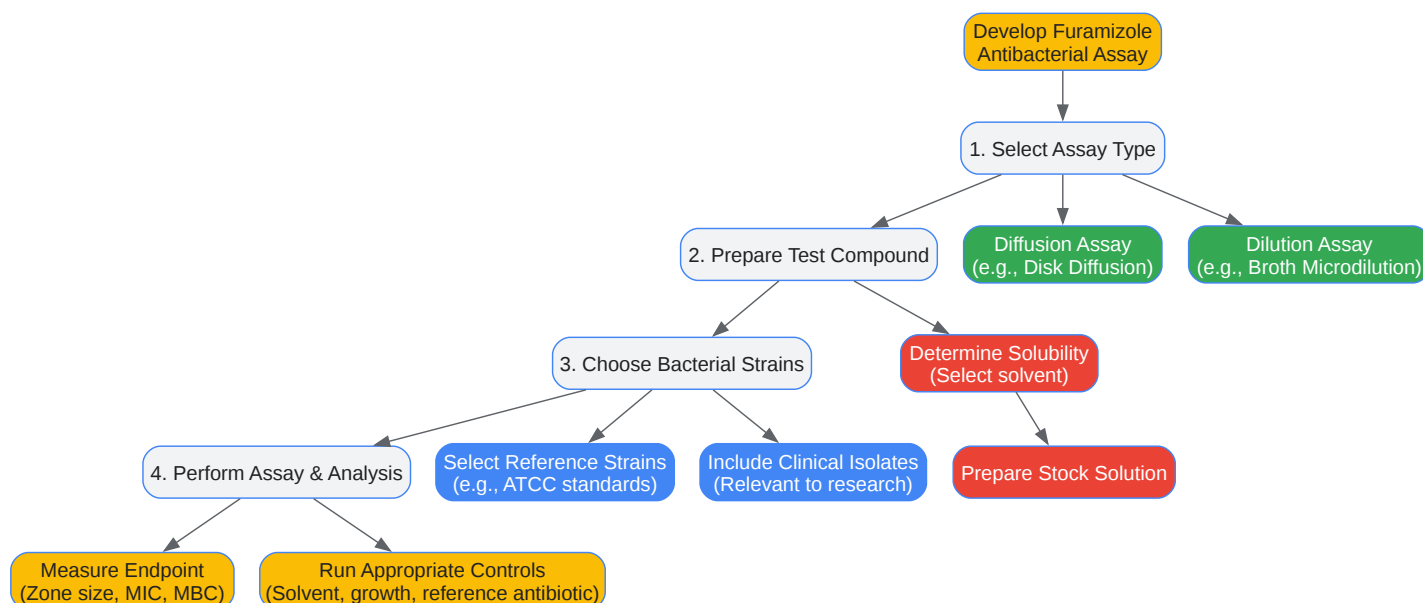 Develop Furamizole
Antibacterial Assay
1. Select Assay Type
2. Prepare Test Compound
Diffusion Assay
(e.g., Disk Diffusion)
Dilution Assay
(e.g., Broth Microdilution)
3. Choose Bacterial Strains
Determine Solubility
(Select solvent)
4. Perform Assay & Analysis
Select Reference Strains
(e.g., ATCC standards)
Include Clinical Isolates
(Relevant to research)
Prepare Stock Solution
Measure Endpoint
(Zone size, MIC, MBC)
Run Appropriate Controls
(Solvent, growth, reference antibiotic)